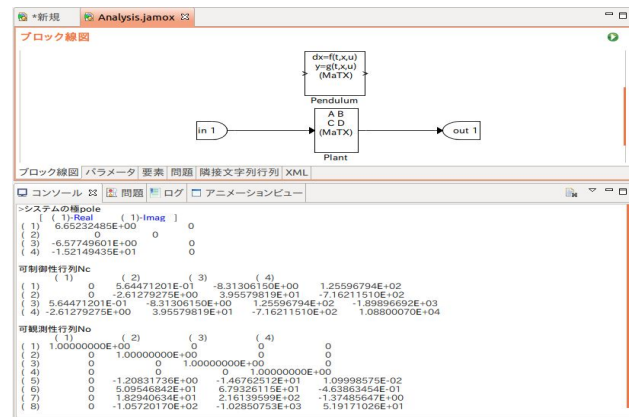 *新規 Analysis.jamox
ブロック線図
dx=f(t,x,u)
y=g(t,x,u)
(MaTX)
Pendulum
A B
C D
(MaTX)
in 1
out 1
Plant
ブロック線図 パラメータ 要素 問題 隣接文字列行列 XML
コンソール 問題 ログ アニメーションビュー
>システムの極pole
[ ( 1)-Real ( 1)-Imag ]
( 1) 6.65232485E+00 0
( 2) 0 0
( 3) -6.57749601E+00 0
( 4) -1.52149435E+01 0
可制御性行列Nc
( 1) ( 2) ( 3) ( 4)
( 1) 0 5.64471201E-01 -8.31306150E+00 1.25596794E+02
( 2) 0 -2.61279275E+00 3.95579819E+01 -7.16211510E+02
( 3) 5.64471201E-01 -8.31306150E+00 1.25596794E+02 -1.89896692E+03
( 4) -2.61279275E+00 3.95579819E+01 -7.16211510E+02 1.08800070E+04
可観測性行列No
( 1) ( 2) ( 3) ( 4)
( 1) 1.00000000E+00 0 0 0
( 2) 0 1.00000000E+00 0 0
( 3) 0 0 1.00000000E+00 0
( 4) 0 0 0 1.00000000E+00
( 5) 0 -1.20831736E+00 -1.46762512E+01 1.09998575E-02
( 6) 0 5.09546842E+01 6.79326115E+01 -4.63863454E-01
( 7) 0 1.82940634E+01 2.16139599E+02 -1.37485647E+00
( 8) 0 -1.05720170E+02 -1.02850753E+03 5.19171026E+01